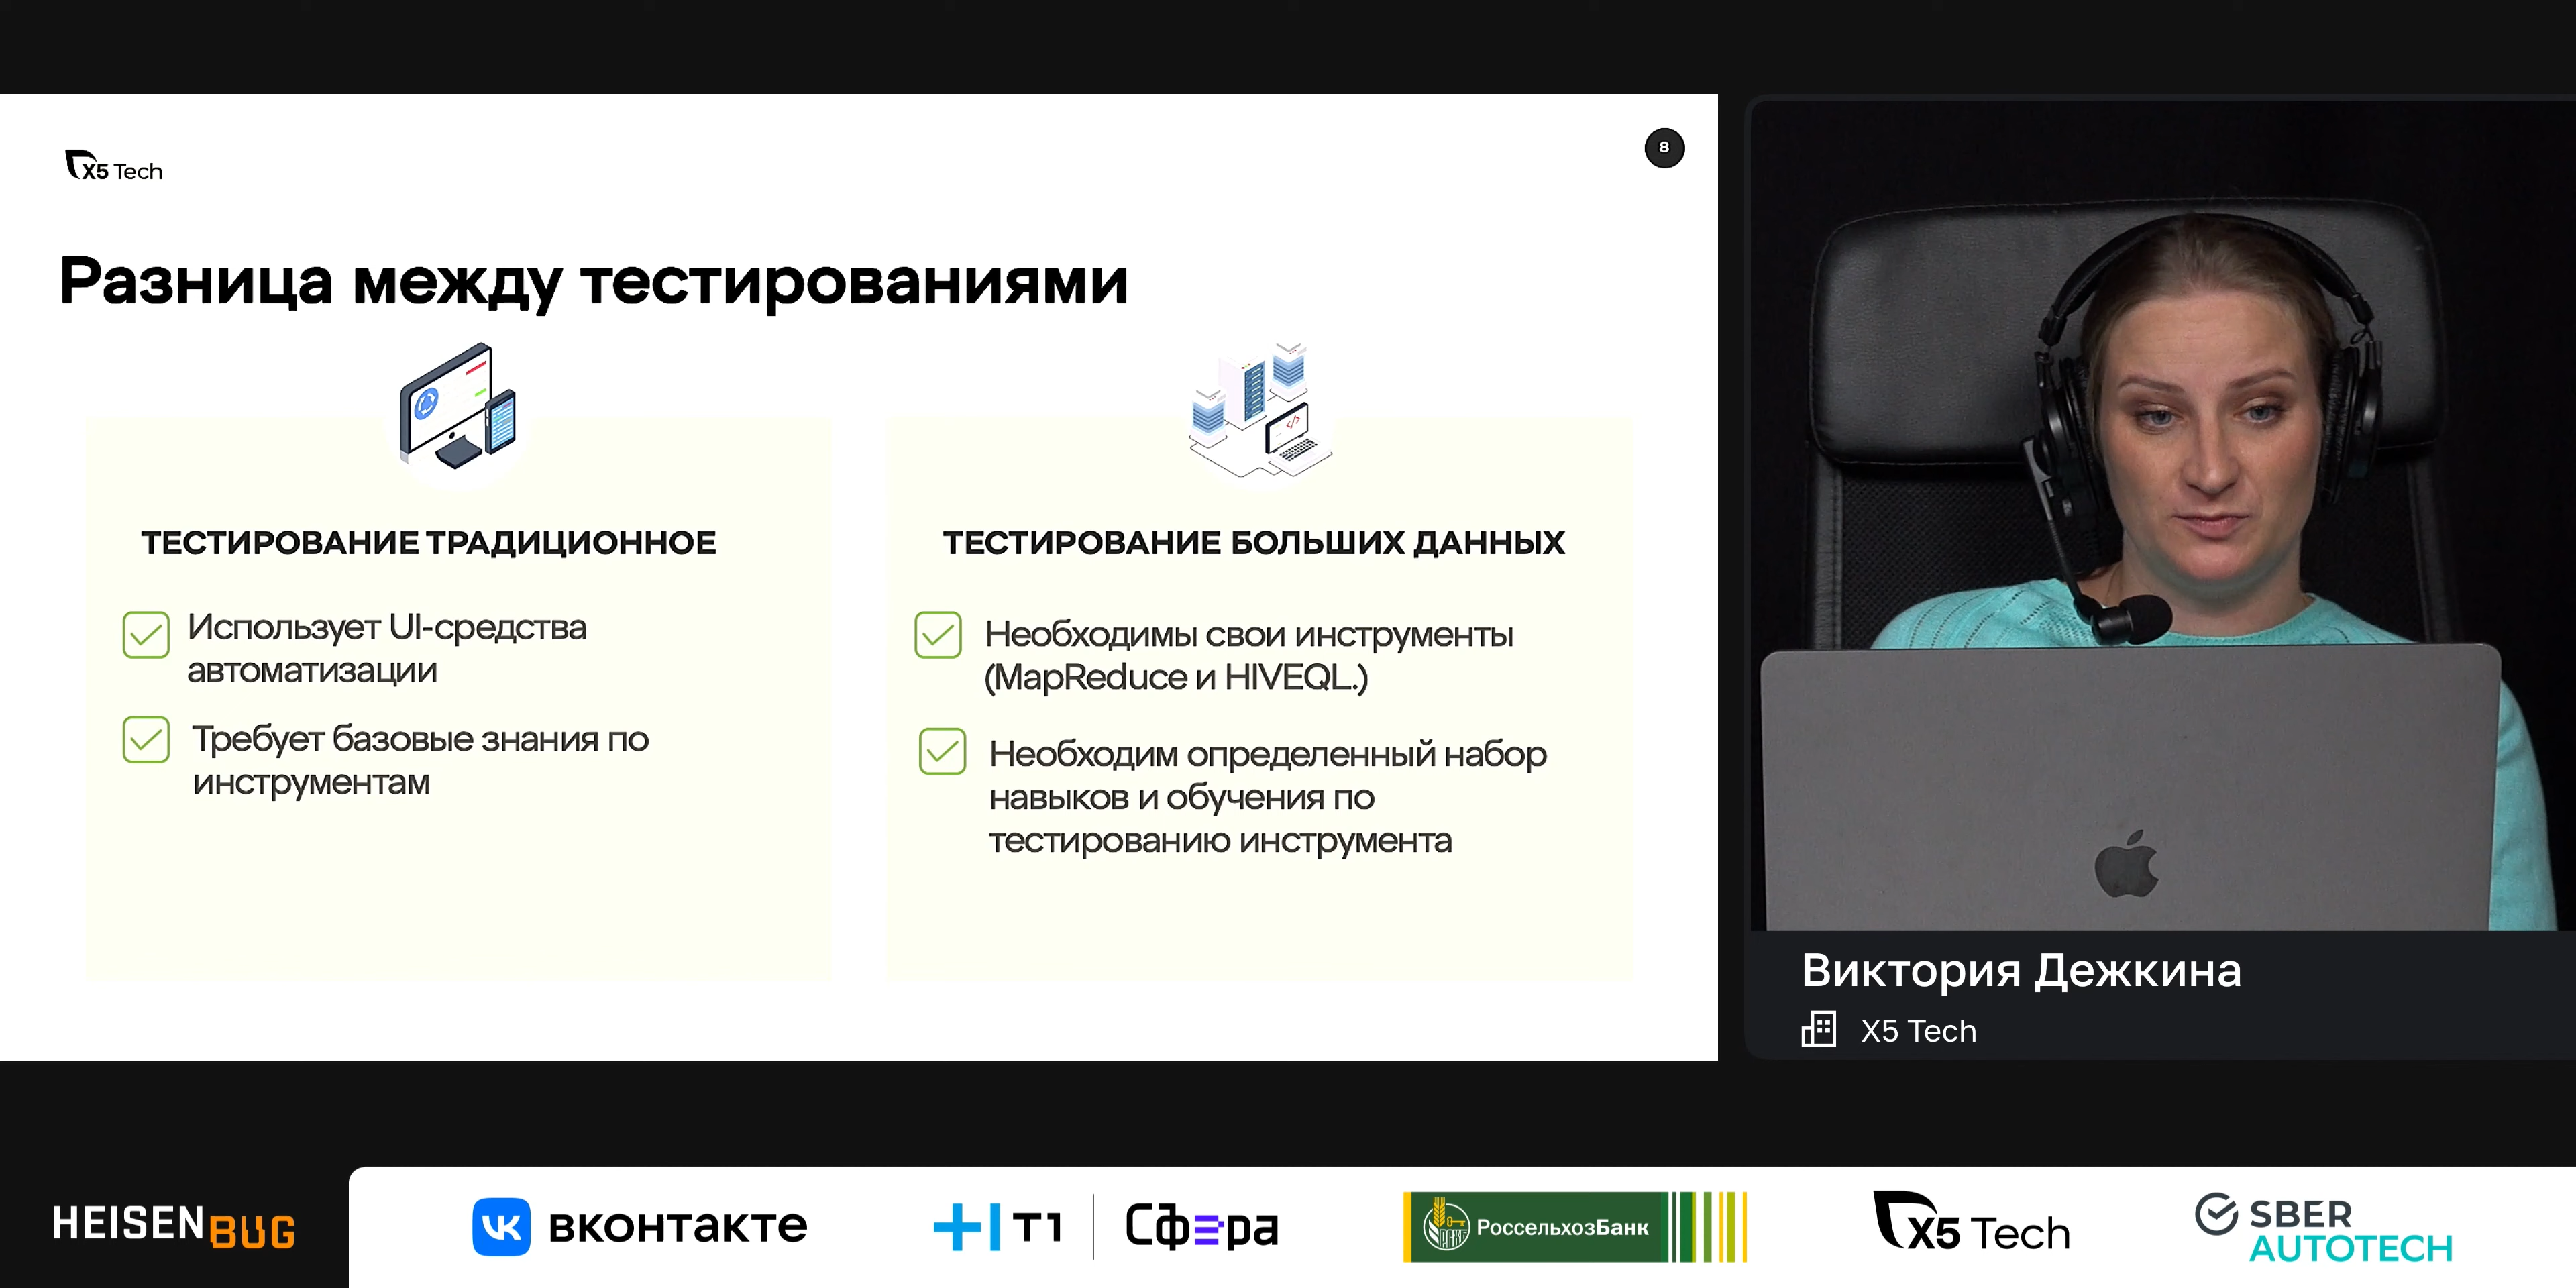 X5 Tech
8
Разница между тестированиями
ТЕСТИРОВАНИЕ ТРАДИЦИОННОЕ
Использует UI-средства
автоматизации
Требует базовые знания по
инструментам
ТЕСТИРОВАНИЕ БОЛЬШИХ ДАННЫХ
Необходимы свои инструменты
(MapReduce и HIVEQL.)
Необходим определенный набор
навыков и обучения по
тестированию инструмента
Виктория Дежкина
X5 Tech
HEISENBUG
вконтакте
T1
Сфера
РоссельхозБанк
X5 Tech
SBER
AUTOTECH